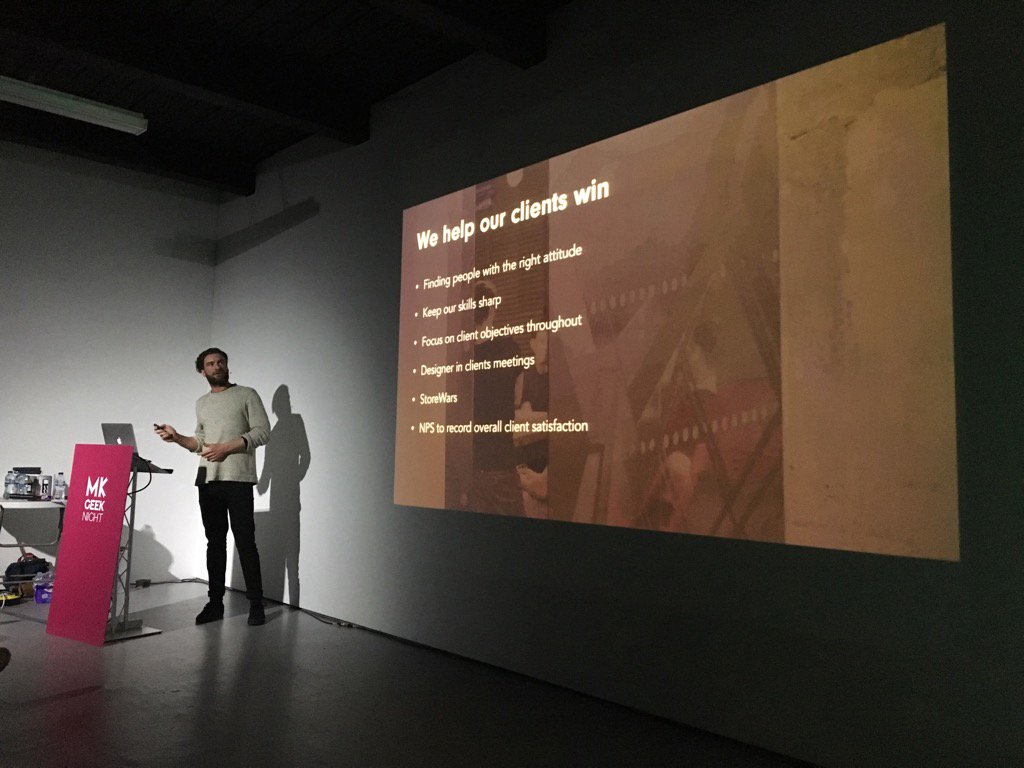 We help our clients win
• Finding people with the right attitude
• Keep our skills sharp
• Focus on client objectives throughout
• Designer in clients meetings
• StoreWars
• NPS to record overall client satisfaction
MK
GEEK
NIGHT